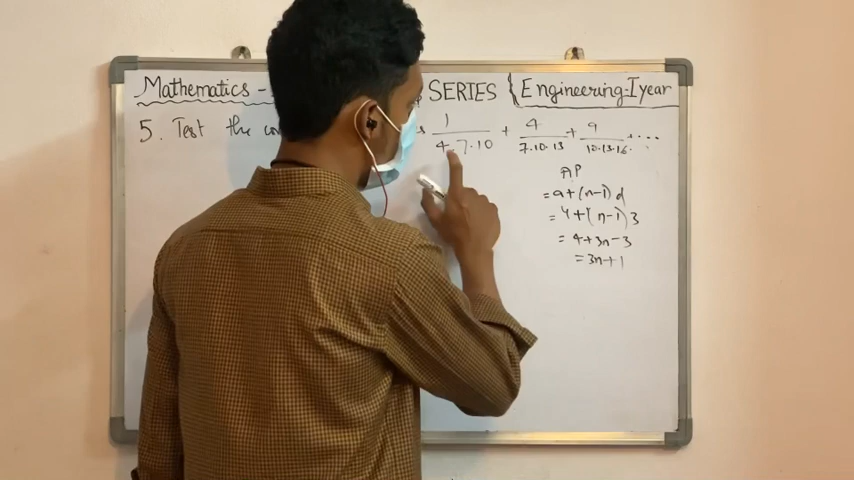 Mathematics - SERIES { Engineering-I year
5. Test the con 1/4.7.10 + 4/7.10.13 + 9/10.13.16. + ...
AP
= a+(n-1)d
= 4+(n-1)3
= 4+3n-3
= 3n+1